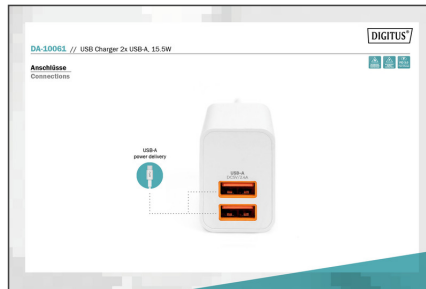 DIGITUS®
DA-10061 // USB Charger 2x USB-A, 15.5W
Anschlüsse
Connections
USB-A
power delivery
USB-A